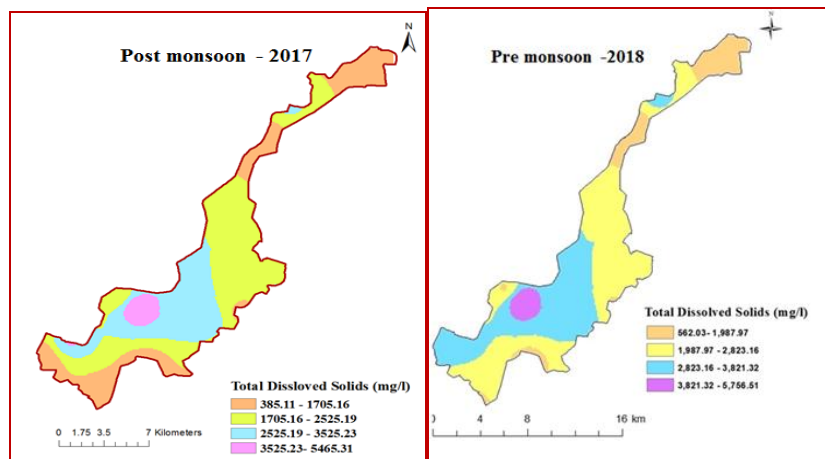 Post monsoon - 2017
N
Total Dissloved Solids (mg/l)
385.11 - 1705.16
1705.16 - 2525.19
2525.19 - 3525.23
3525.23- 5465.31
0 1.75 3.5 7 Kilometers
Pre monsoon -2018
N
Total Dissolved Solids (mg/l)
562.03- 1,987.97
1,987.97 - 2,823.16
2,823.16 - 3,821.32
3,821.32 - 5,756.51
0 4 8 16 km